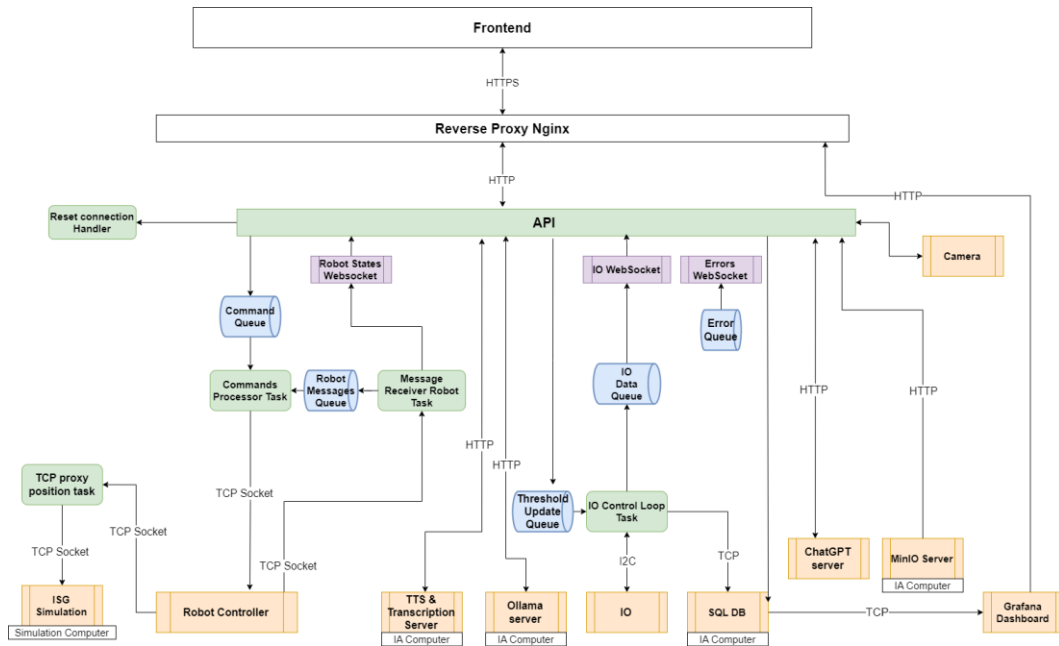 Frontend
HTTPS
Reverse Proxy Nginx
HTTP
HTTP
Reset connection
Handler
API
Robot States
Websocket
IO WebSocket
Errors
WebSocket
Camera
Command
Queue
Error
Queue
Commands
Processor Task
Robot
Messages
Queue
Message
Receiver Robot
Task
IO
Data
Queue
HTTP
HTTP
HTTP
HTTP
TCP proxy
position task
TCP Socket
TCP Socket
TCP Socket
TCP Socket
Threshold
Update
Queue
IO Control Loop
Task
I2C
TCP
ChatGPT
server
MinIO Server
IA Computer
ISG
Simulation
Simulation Computer
Robot Controller
TTS &
Transcription
Server
IA Computer
Ollama
server
IA Computer
IO
SQL DB
IA Computer
TCP
Grafana
Dashboard